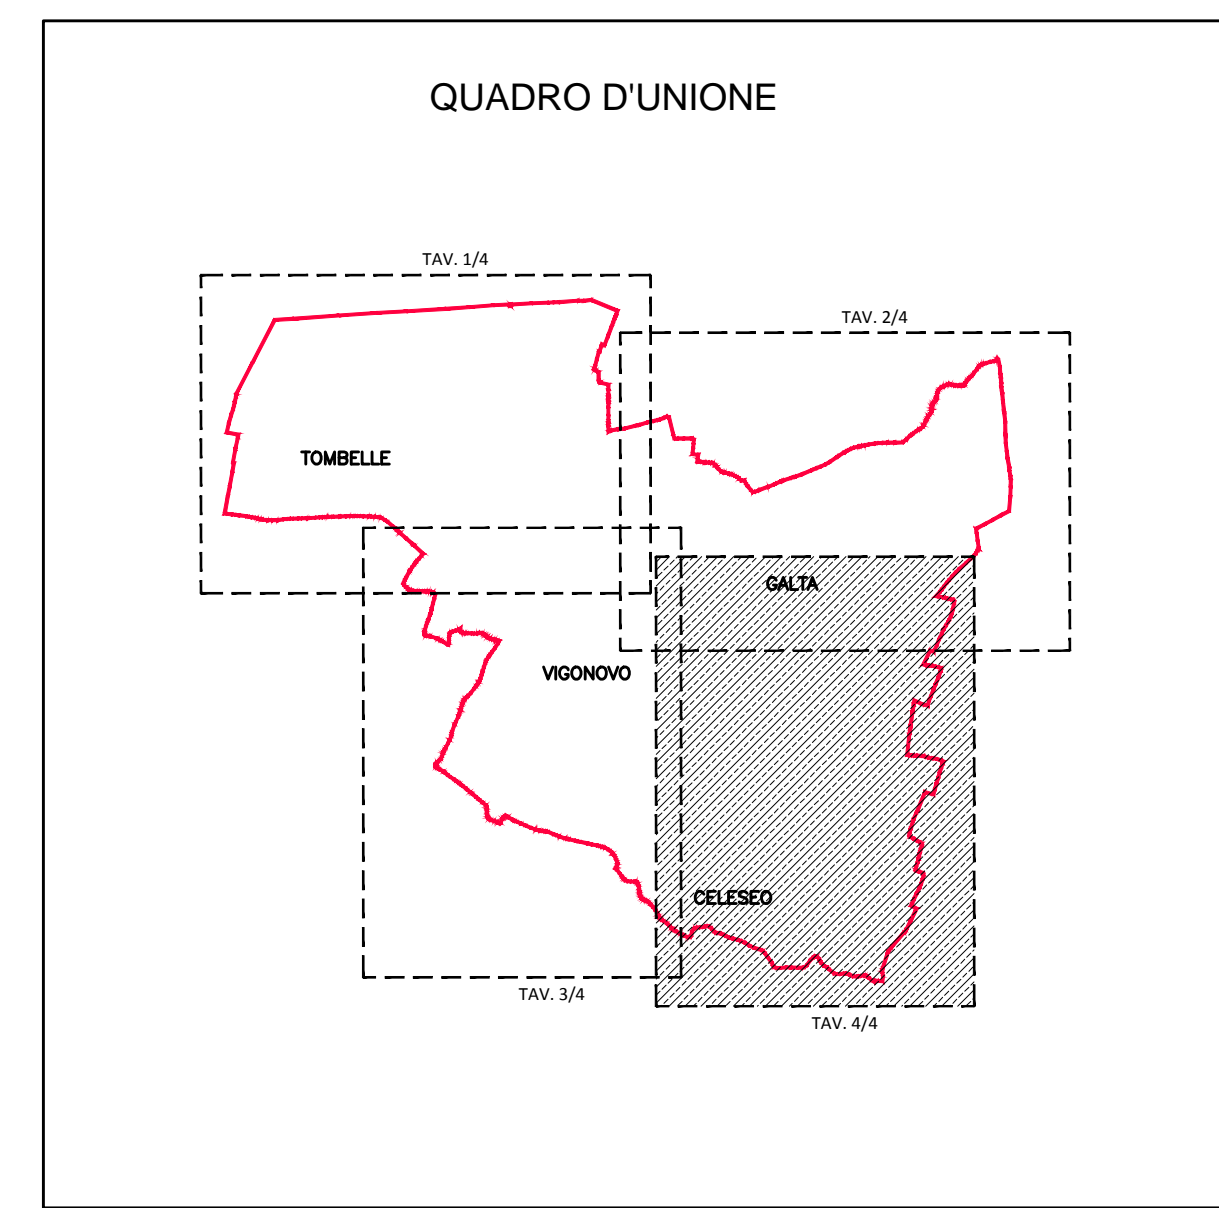 QUADRO D'UNIONE
TAV. 1/4
TAV. 2/4
TOMBELLE
GALTA
VIGONOVO
CELESEO
TAV. 3/4
TAV. 4/4